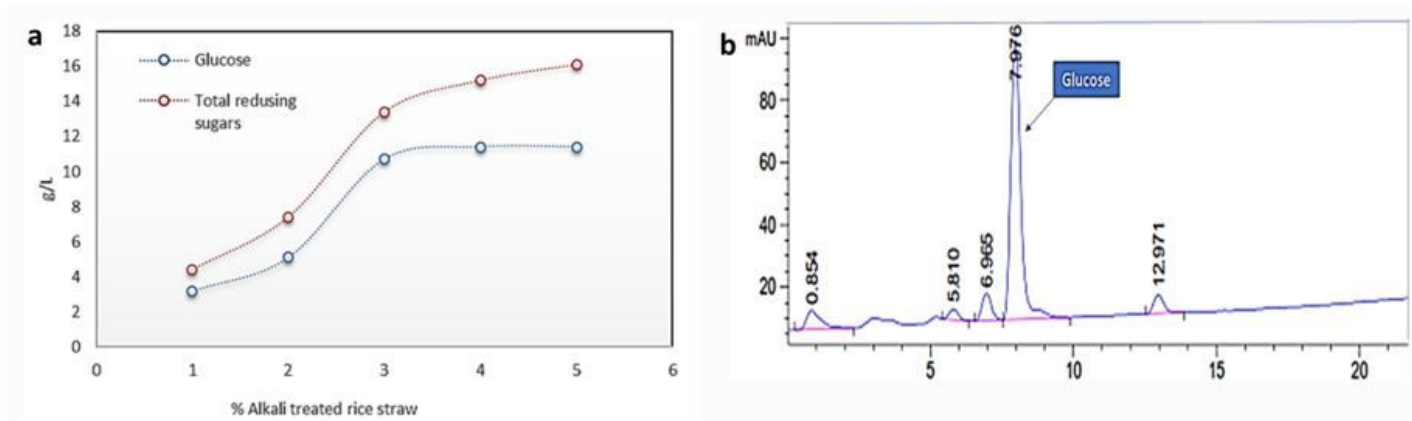 a
18
16
14
12
10
8
6
4
2
0
g/L
Glucose
Total redusing
sugars
0 1 2 3 4 5 6
% Alkali treated rice straw
b
mAU
80
60
40
20
0.854
5.810
6.965
7.976
12.971
Glucose
5 10 15 20